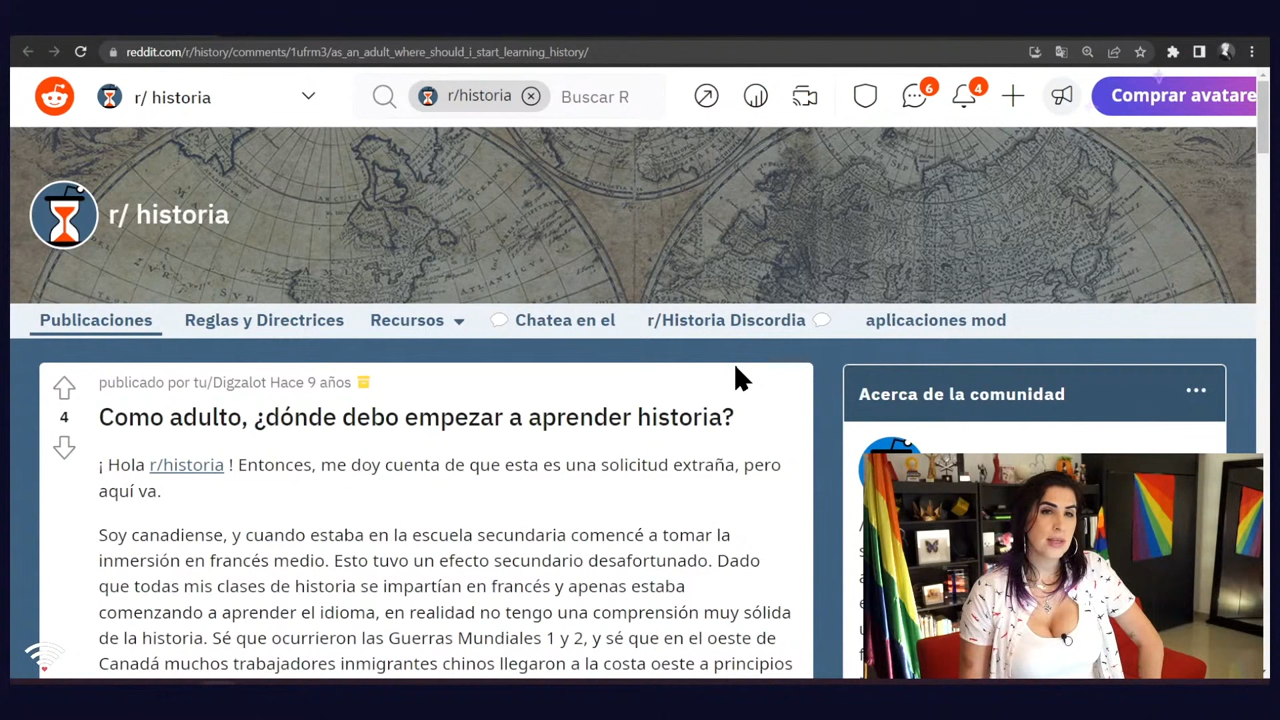 reddit.com/r/history/comments/1ufrm3/as_an_adult_where_should_i_start_learning_history/
r/ historia
r/historia
Buscar R
6
4
Comprar avatare
r/ historia
Publicaciones
Reglas y Directrices
Recursos
Chatea en el
r/Historia Discordia
aplicaciones mod
publicado por tu/Digzalot Hace 9 años
4
Como adulto, ¿dónde debo empezar a aprender historia?
¡ Hola r/historia ! Entonces, me doy cuenta de que esta es una solicitud extraña, pero
aquí va.
Soy canadiense, y cuando estaba en la escuela secundaria comencé a tomar la
inmersión en francés medio. Esto tuvo un efecto secundario desafortunado. Dado
que todas mis clases de historia se impartían en francés y apenas estaba
comenzando a aprender el idioma, en realidad no tengo una comprensión muy sólida
de la historia. Sé que ocurrieron las Guerras Mundiales 1 y 2, y sé que en el oeste de
Canadá muchos trabajadores inmigrantes chinos llegaron a la costa oeste a principios
Acerca de la comunidad